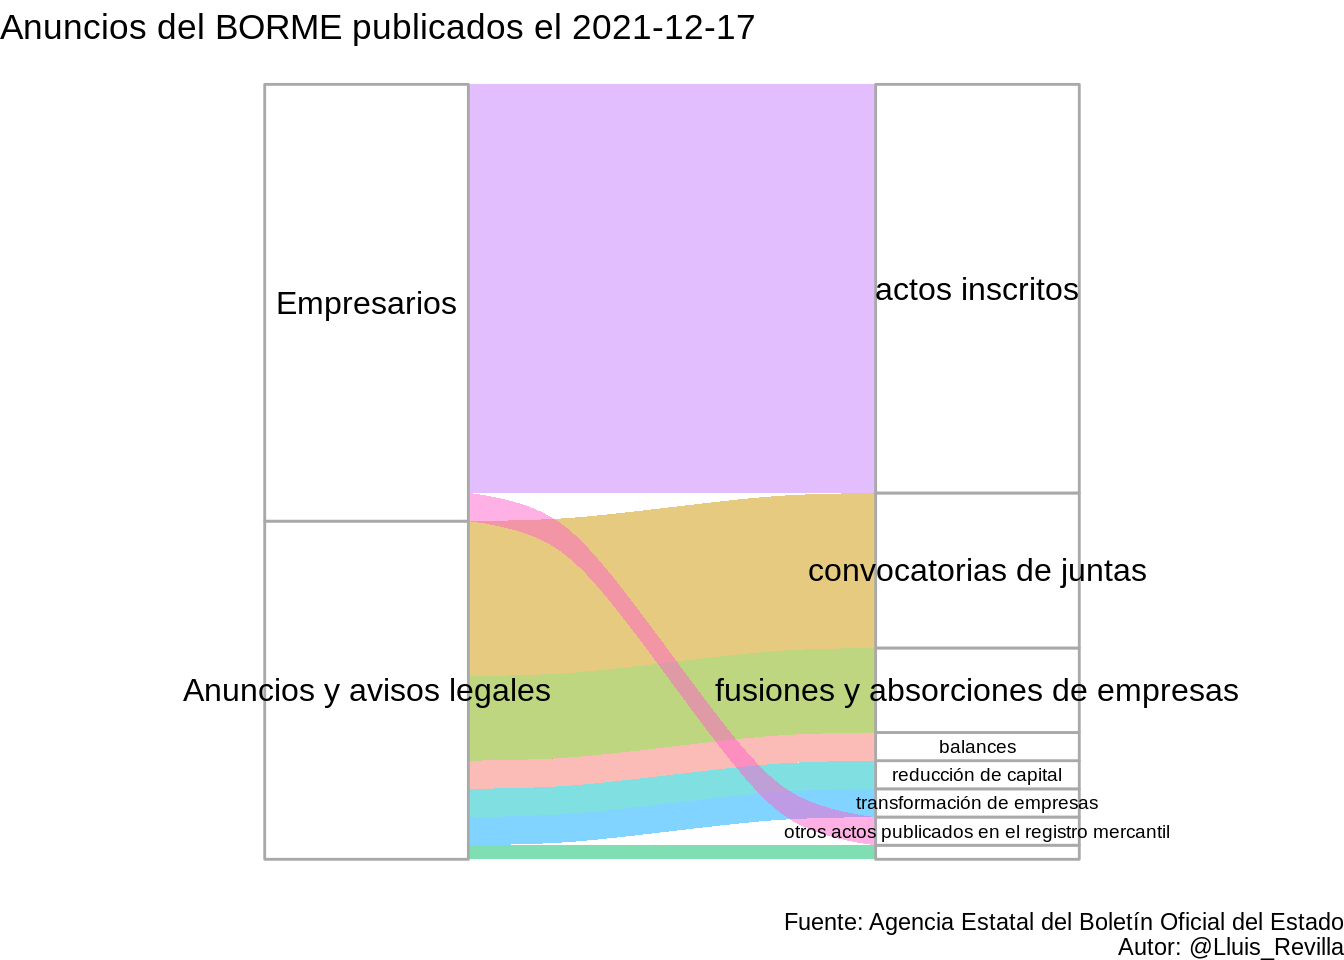 Anuncios del BORME publicados el 2021-12-17
Empresarios
actos inscritos
convocatorias de juntas
Anuncios y avisos legales
fusiones y absorciones de empresas
balances
reducción de capital
transformación de empresas
otros actos publicados en el registro mercantil
Fuente: Agencia Estatal del Boletín Oficial del Estado
Autor: @Lluis_Revilla